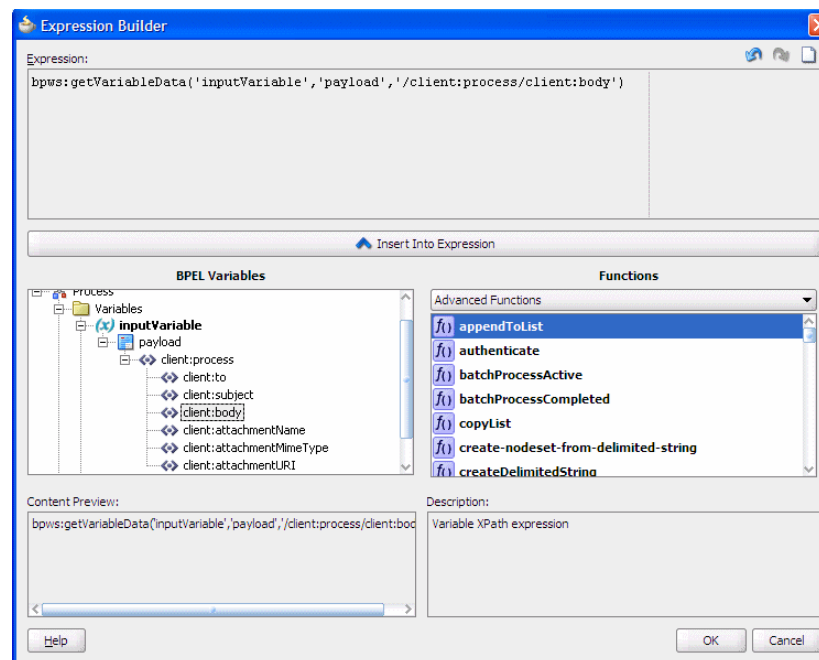 Expression Builder
Expression:
bpws:getVariableData('inputVariable','payload','/client:process/client:body')
Insert Into Expression
BPEL Variables
Functions
Process
Variables
(x) inputVariable
payload
client:process
client:to
client:subject
client:body
client:attachmentName
client:attachmentMimeType
client:attachmentURI
Advanced Functions
f() appendToList
f() authenticate
f() batchProcessActive
f() batchProcessCompleted
f() copyList
f() create-nodeset-from-delimited-string
f() createDelimitedString
Content Preview:
bpws:getVariableData('inputVariable','payload','/client:process/client:bod
Description:
Variable XPath expression
Help
OK
Cancel